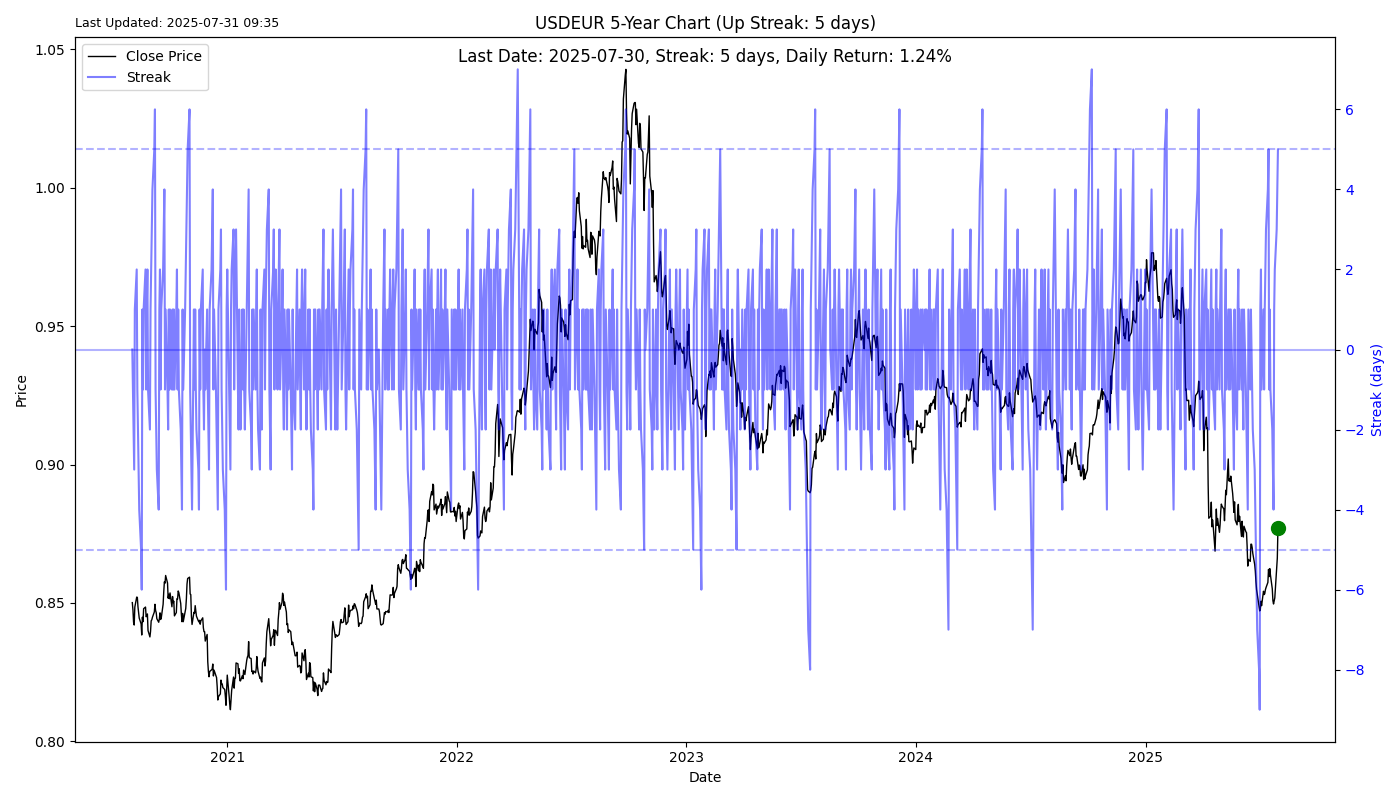 Last Updated: 2025-07-31 09:35
USDEUR 5-Year Chart (Up Streak: 5 days)
Last Date: 2025-07-30, Streak: 5 days, Daily Return: 1.24%
Close Price
Streak
1.05
1.00
0.95
0.90
0.85
0.80
Price
6
4
2
0
−2
−4
−6
−8
Streak (days)
2021
2022
2023
2024
2025
Date